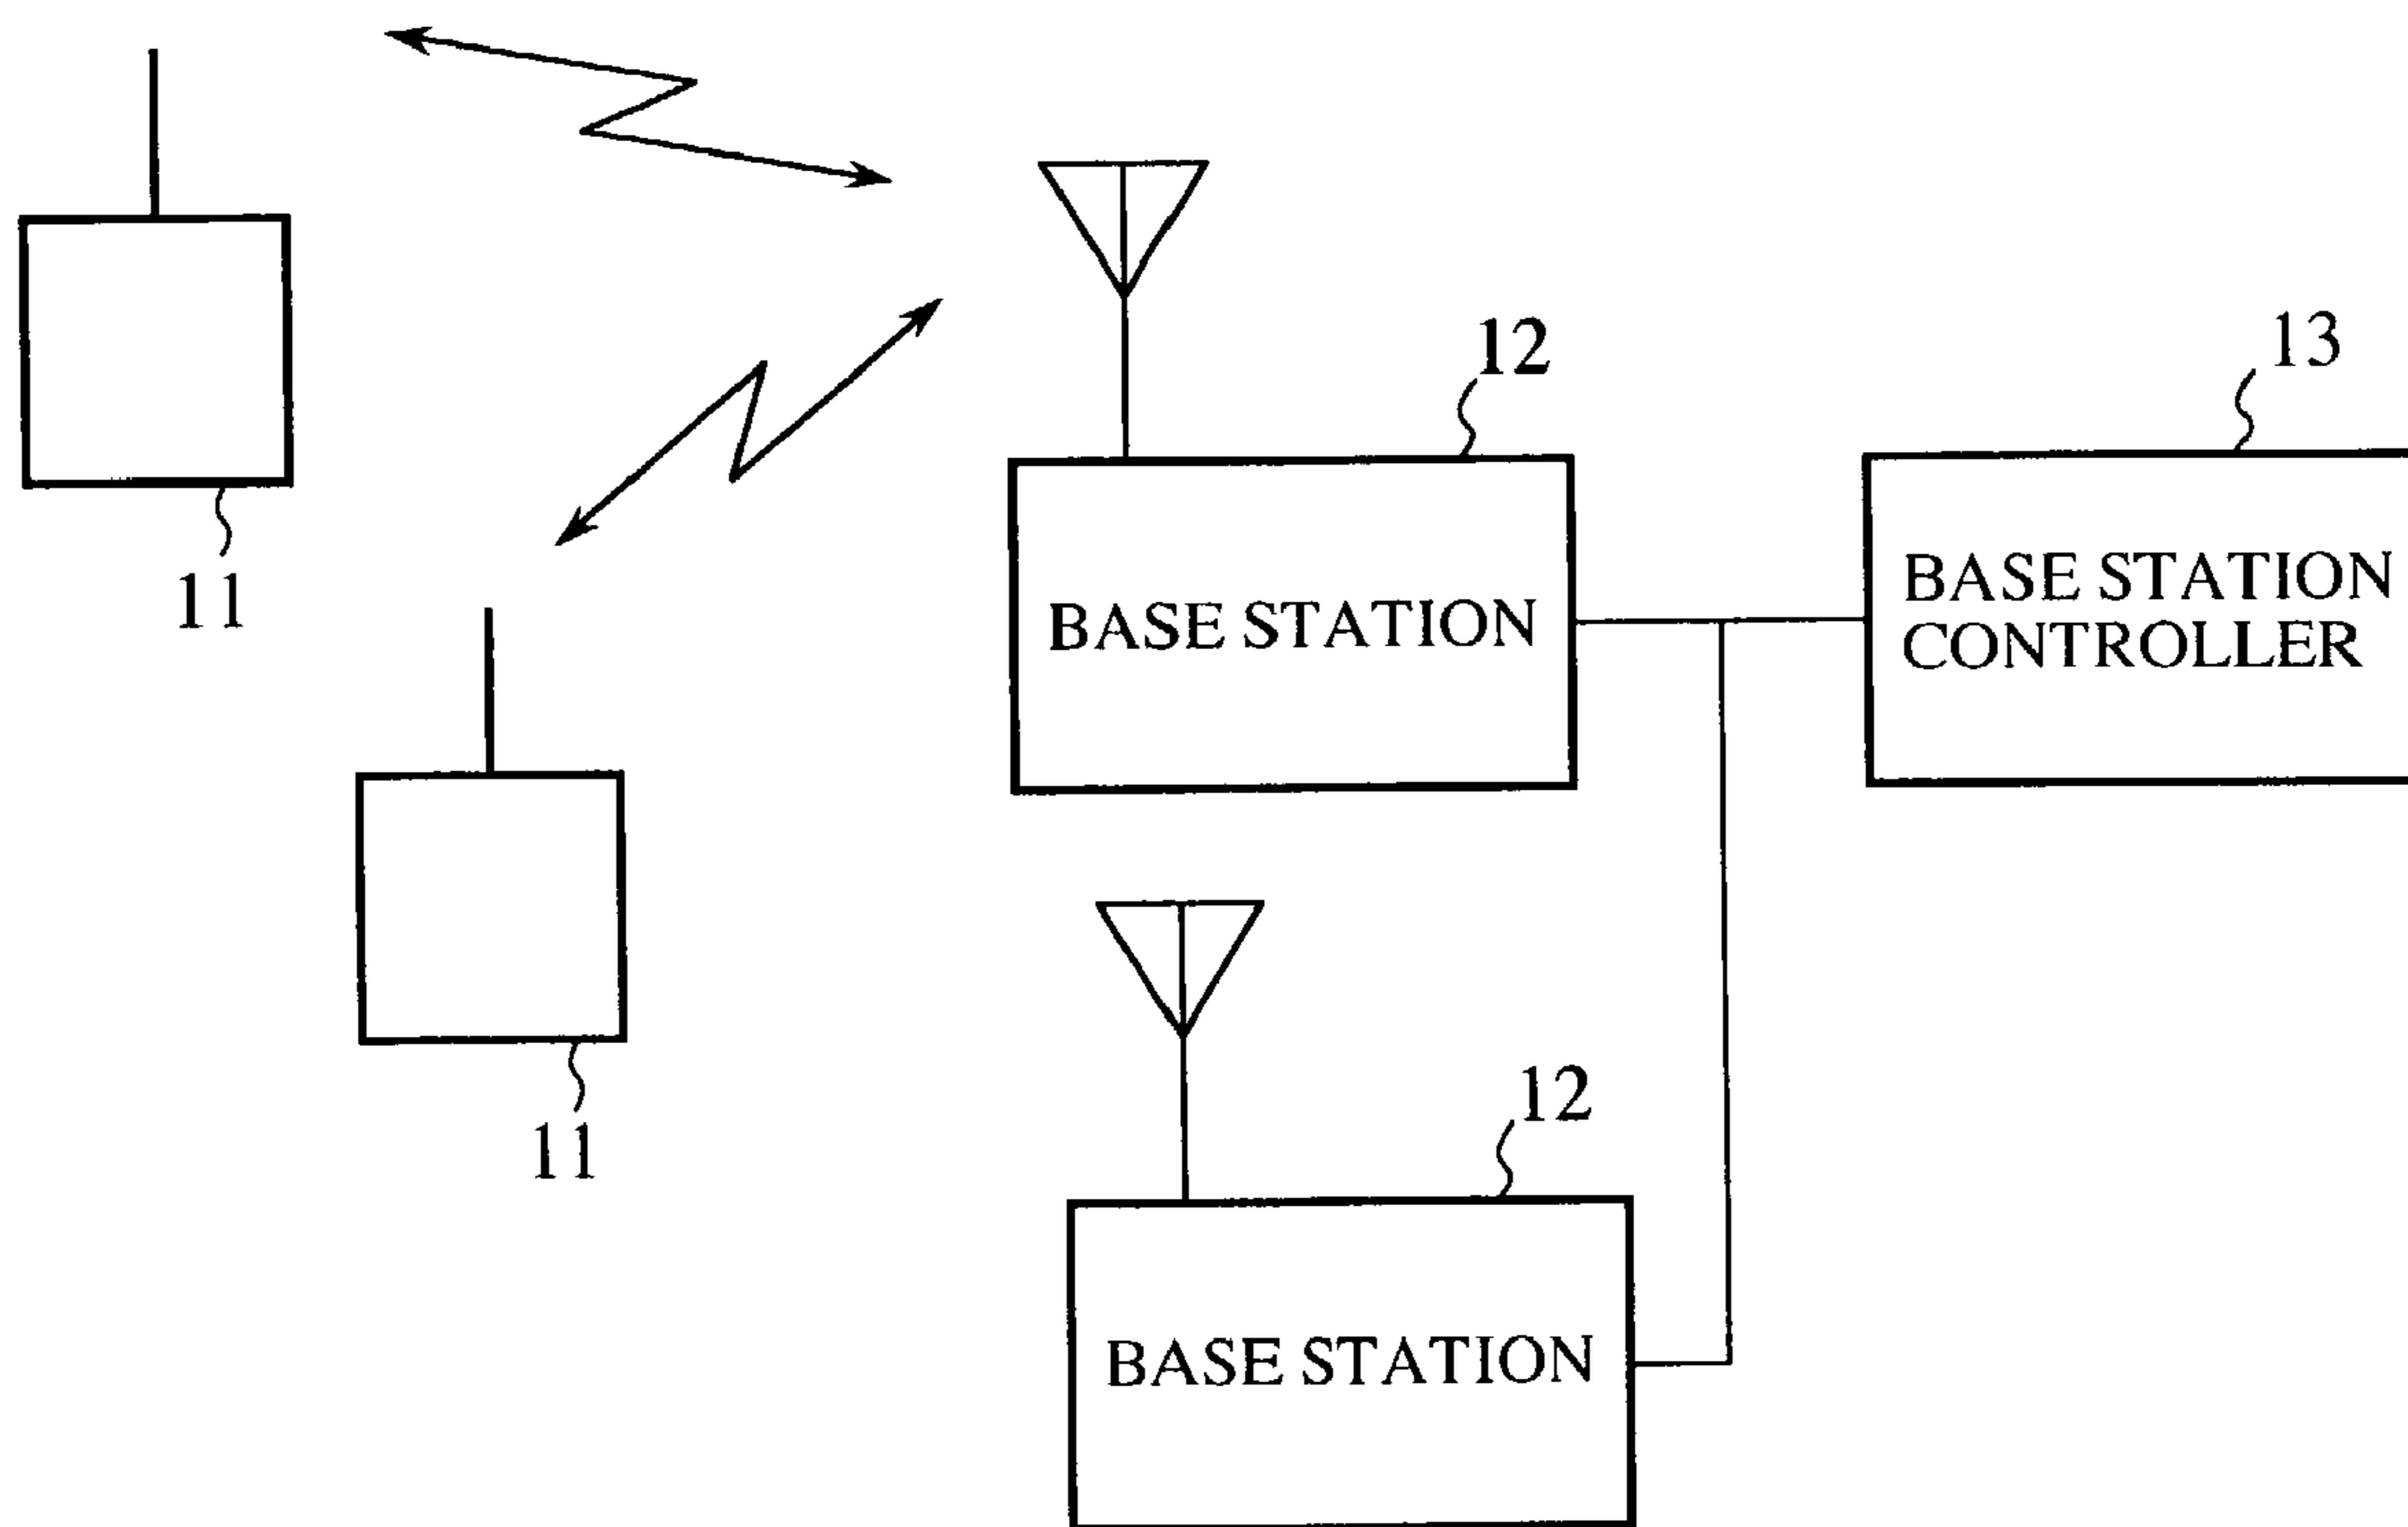 12
13
11
BASE STATION
BASE STATION
CONTROLLER
12
11
BASE STATION